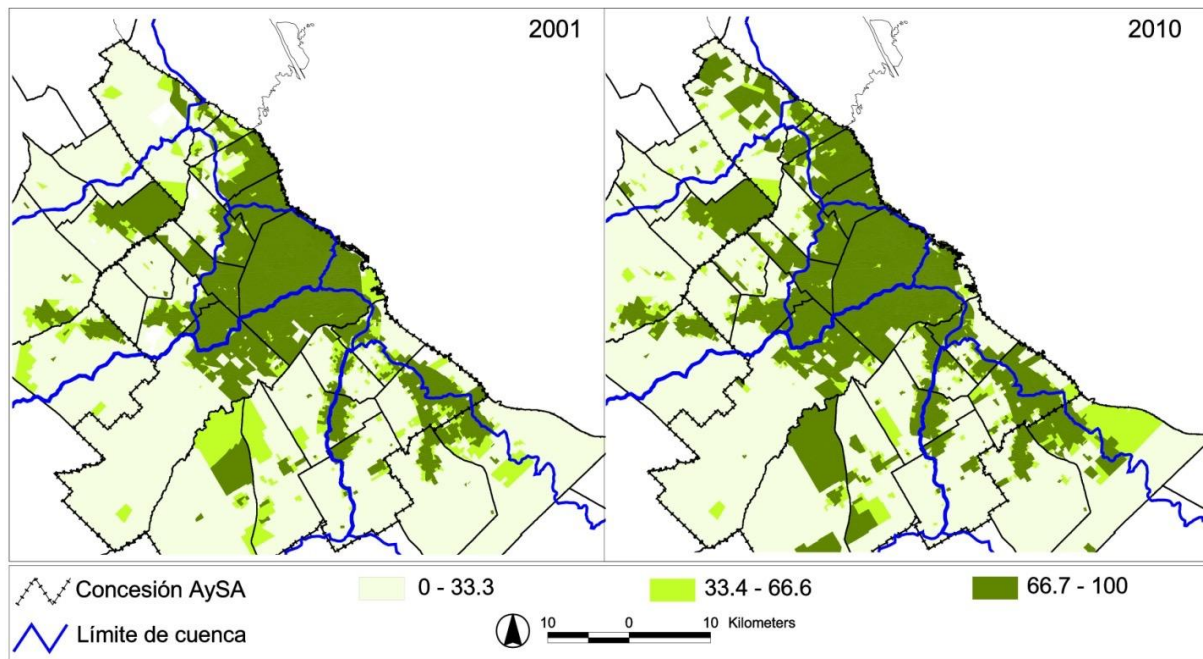 2001
2010
Concesión AySA
0 - 33.3
33.4 - 66.6
66.7 - 100
Límite de cuenca
10 0 10 Kilometers